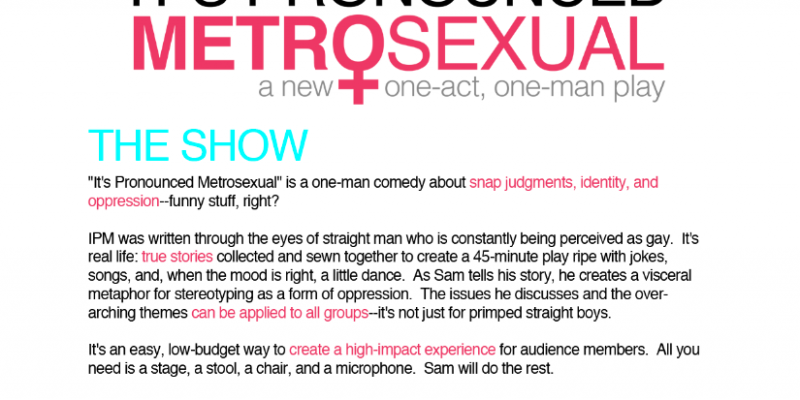 IT'S PRONOUNCED
METROSEXUAL
a new one-act, one-man play
THE SHOW
"It's Pronounced Metrosexual" is a one-man comedy about snap judgments, identity, and
oppression--funny stuff, right?
IPM was written through the eyes of straight man who is constantly being perceived as gay.  It's
real life: true stories collected and sewn together to create a 45-minute play ripe with jokes,
songs, and, when the mood is right, a little dance.  As Sam tells his story, he creates a visceral
metaphor for stereotyping as a form of oppression.  The issues he discusses and the over-
arching themes can be applied to all groups--it's not just for primped straight boys.
It's an easy, low-budget way to create a high-impact experience for audience members.  All you
need is a stage, a stool, a chair, and a microphone.  Sam will do the rest.